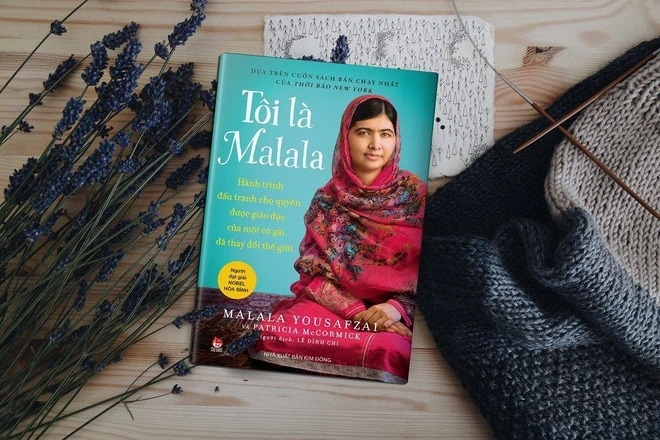 DỰA TRÊN CUỐN SÁCH BÁN CHẠY NHẤT
CỦA THỜI BÁO NEW YORK
Tôi là
Malala
Hành trình
đấu tranh cho quyền
được giáo dục
của một cô gái
đã thay đổi thế giới
Người
đạt giải
NOBEL
HÒA BÌNH
MALALA YOUSAFZAI
VÀ PATRICIA McCORMICK
Người dịch: LÊ ĐÌNH CHI
NHÀ XUẤT BẢN KIM ĐỒNG